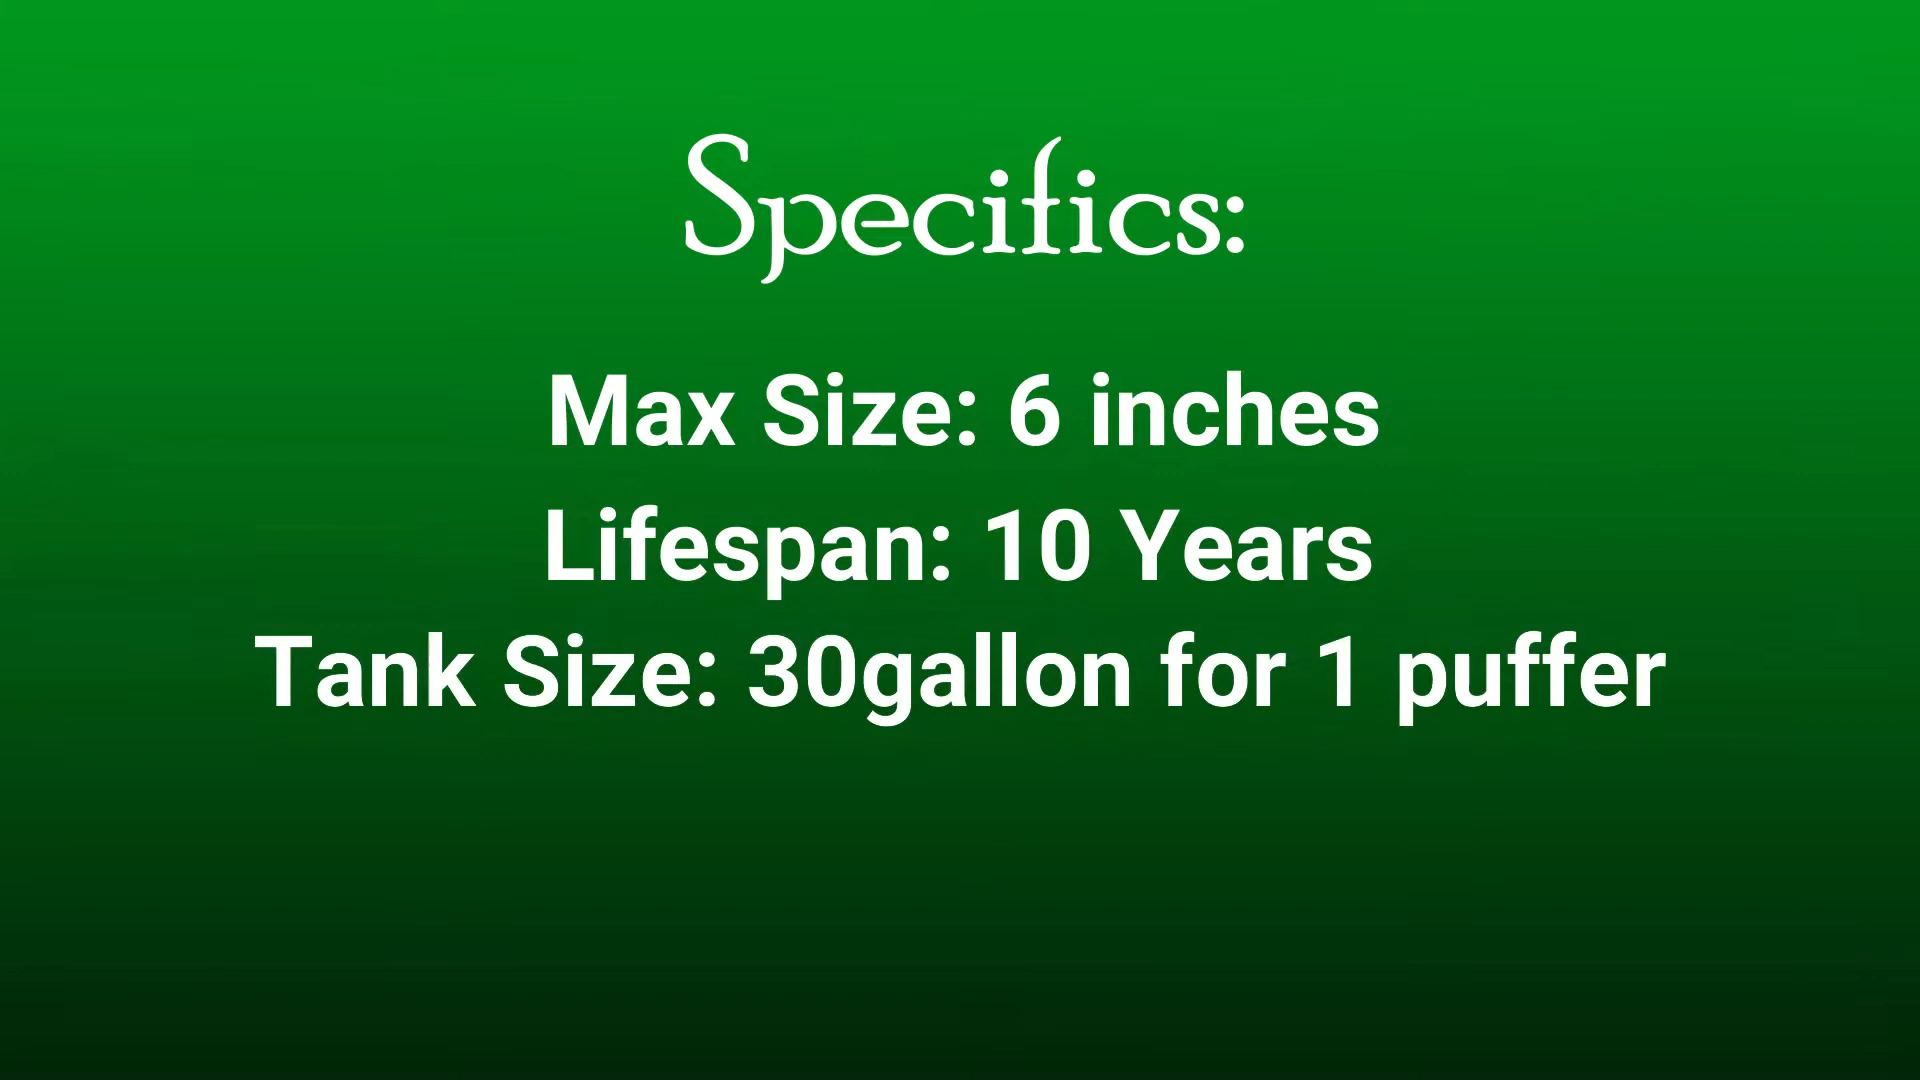 Specifics:
Max Size: 6 inches
Lifespan: 10 Years
Tank Size: 30gallon for 1 puffer